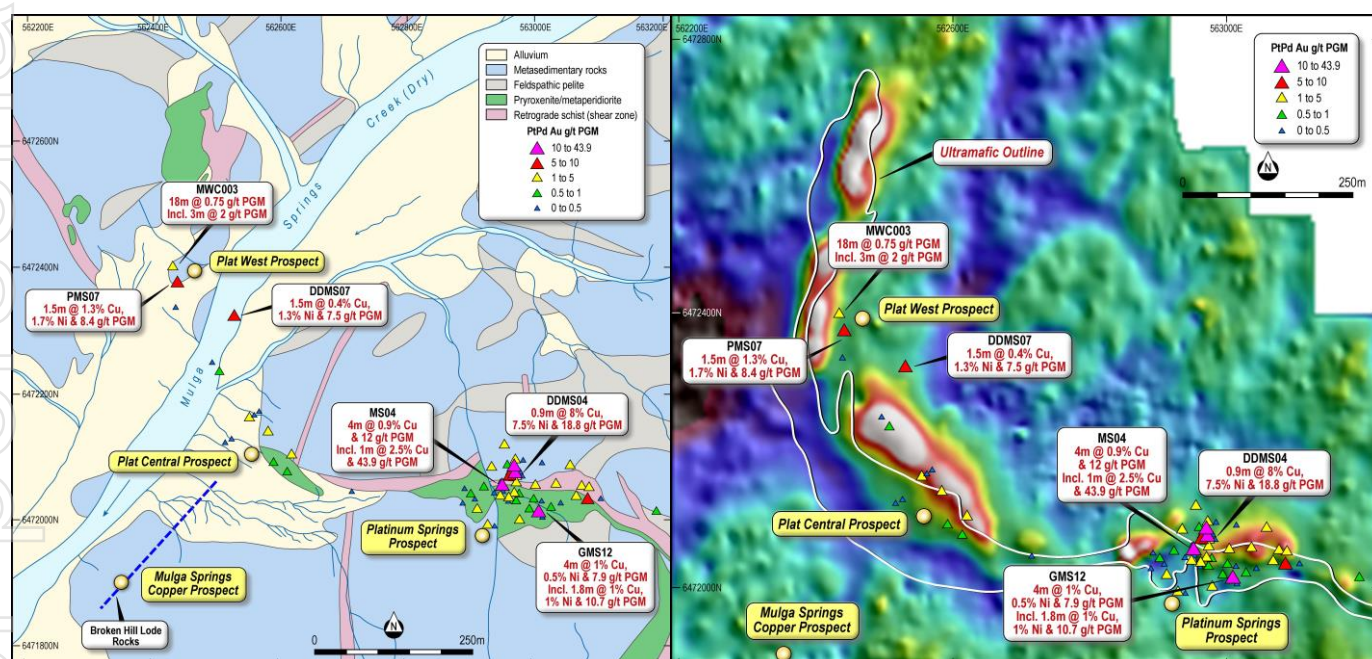 562200E
562400E
562600E
562800E
563000E
563200E
6472600N
6472400N
6472200N
6472000N
6471800N
Alluvium
Metasedimentary rocks
Feldspathic pelite
Pyroxenite/metaperidiorite
Retrograde schist (shear zone)
PtPd Au g/t PGM
10 to 43.9
5 to 10
1 to 5
0.5 to 1
0 to 0.5
Mulga Springs Creek (Dry)
MWC003
18m @ 0.75 g/t PGM
Incl. 3m @ 2 g/t PGM
Plat West Prospect
PMS07
1.5m @ 1.3% Cu,
1.7% Ni & 8.4 g/t PGM
DDMS07
1.5m @ 0.4% Cu,
1.3% Ni & 7.5 g/t PGM
MS04
4m @ 0.9% Cu
& 12 g/t PGM
Incl. 1m @ 2.5% Cu
& 43.9 g/t PGM
DDMS04
0.9m @ 8% Cu,
7.5% Ni & 18.8 g/t PGM
Plat Central Prospect
Platinum Springs
Prospect
GMS12
4m @ 1% Cu,
0.5% Ni & 7.9 g/t PGM
Incl. 1.8m @ 1% Cu,
1% Ni & 10.7 g/t PGM
Mulga Springs
Copper Prospect
Broken Hill Lode
Rocks
N
0
250m
562200E
562600E
563000E
6472800N
6472400N
6472000N
PtPd Au g/t PGM
10 to 43.9
5 to 10
1 to 5
0.5 to 1
0 to 0.5
N
0
250m
Ultramafic Outline
MWC003
18m @ 0.75 g/t PGM
Incl. 3m @ 2 g/t PGM
Plat West Prospect
PMS07
1.5m @ 1.3% Cu,
1.7% Ni & 8.4 g/t PGM
DDMS07
1.5m @ 0.4% Cu,
1.3% Ni & 7.5 g/t PGM
MS04
4m @ 0.9% Cu
& 12 g/t PGM
Incl. 1m @ 2.5% Cu
& 43.9 g/t PGM
DDMS04
0.9m @ 8% Cu,
7.5% Ni & 18.8 g/t PGM
Plat Central Prospect
GMS12
4m @ 1% Cu,
0.5% Ni & 7.9 g/t PGM
Incl. 1.8m @ 1% Cu,
1% Ni & 10.7 g/t PGM
Mulga Springs
Copper Prospect
Platinum Springs
Prospect